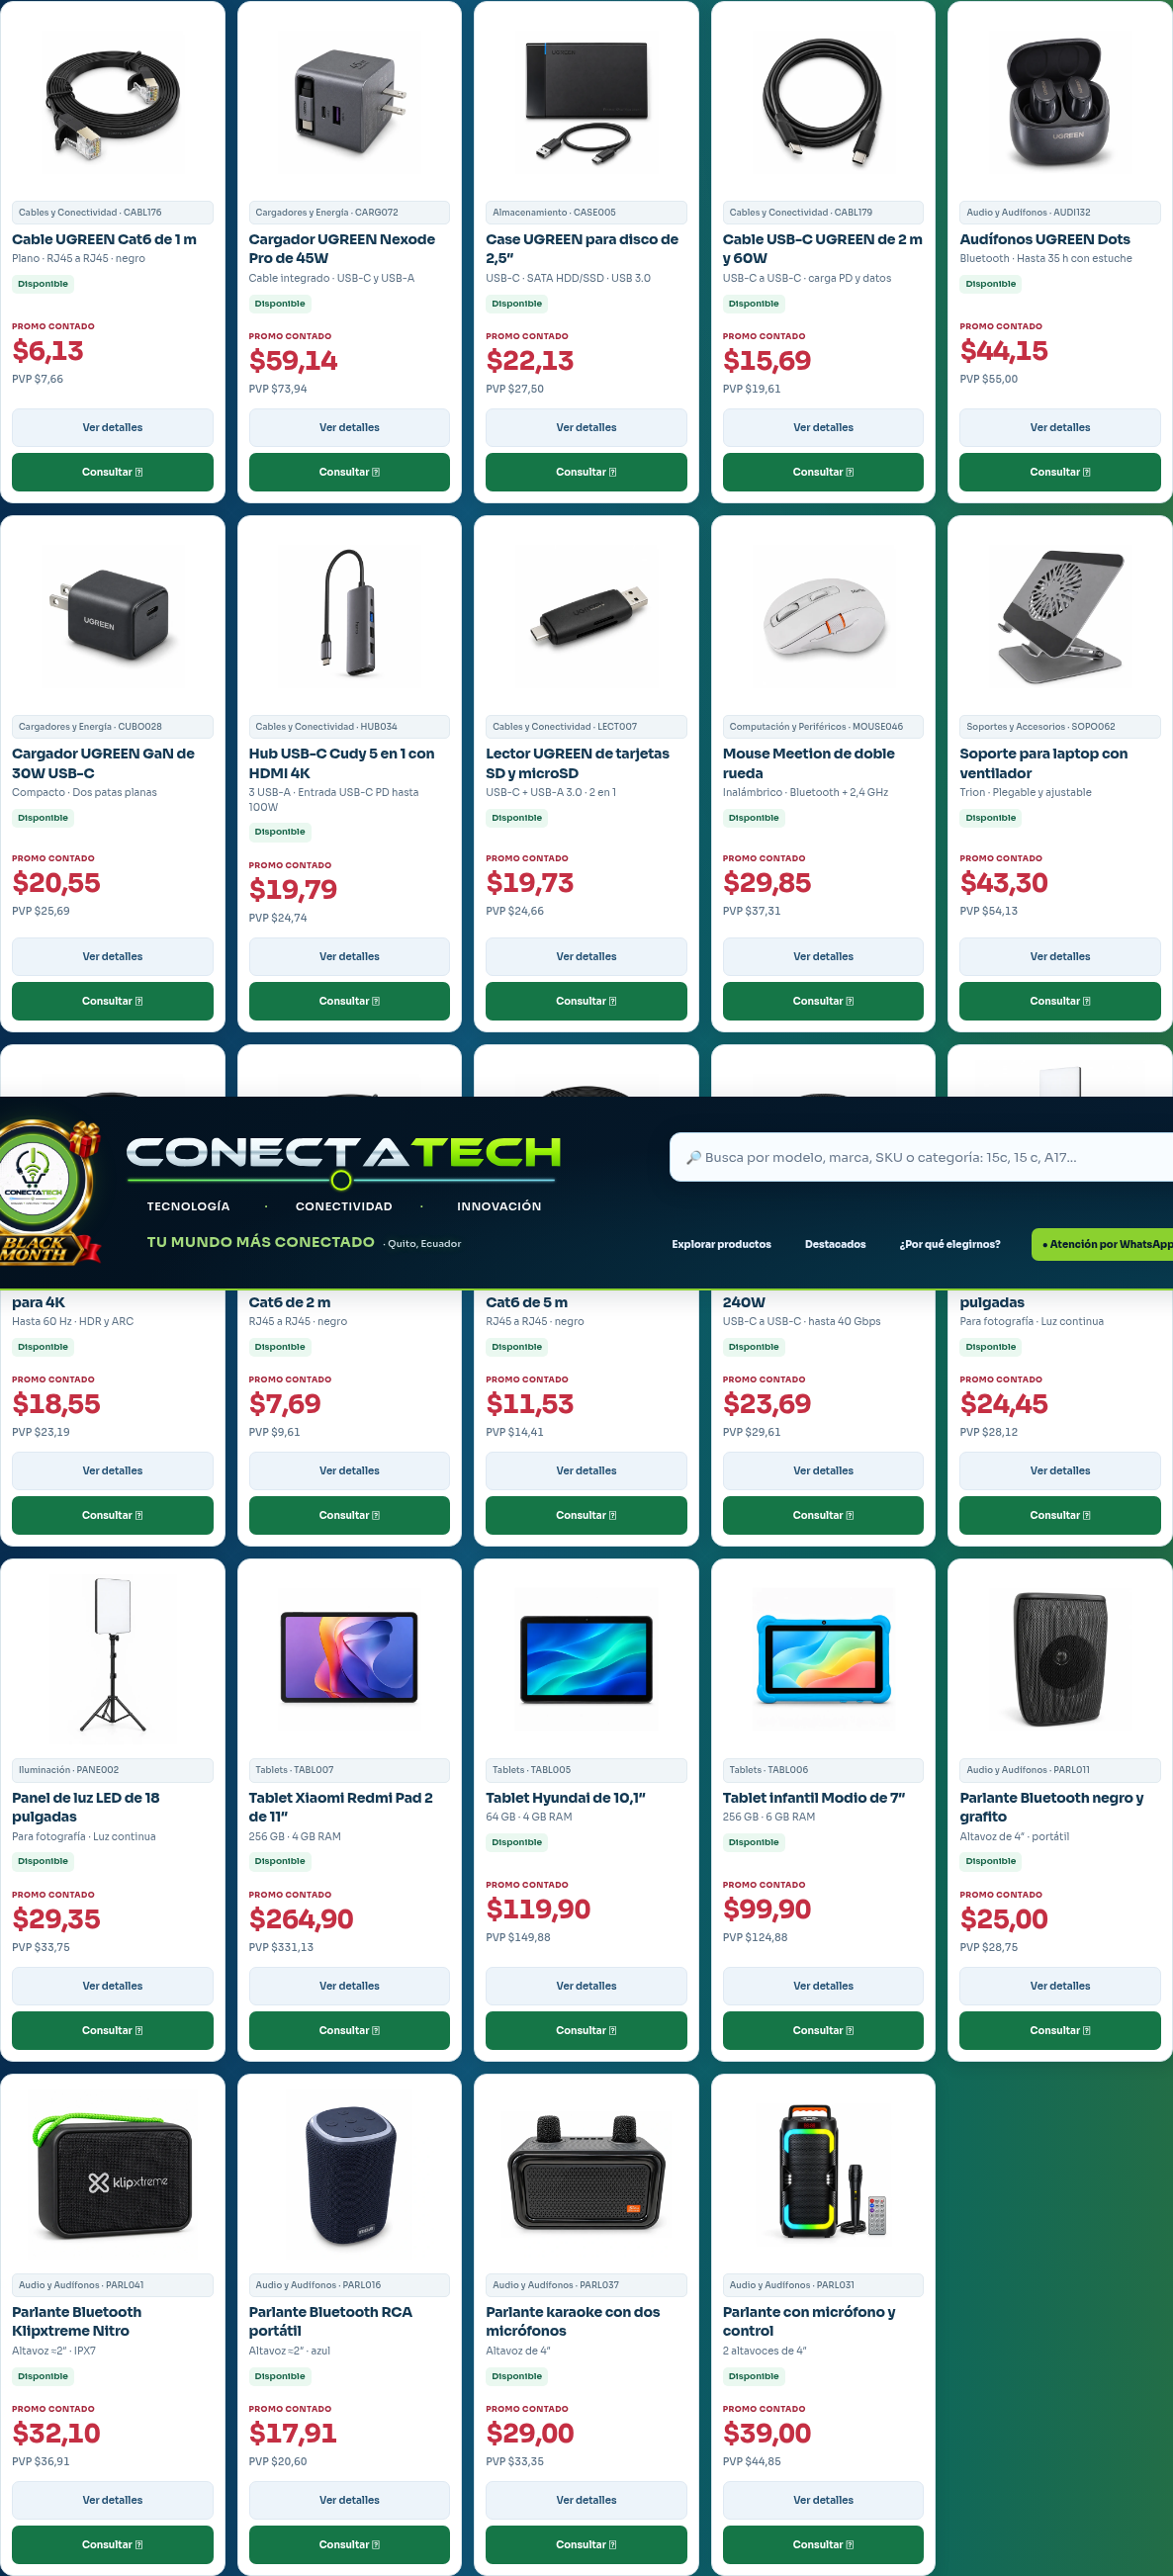 UGREEN
UGREEN
Cables y Conectividad · CABL176
Cable UGREEN Cat6 de 1 m
Plano · RJ45 a RJ45 · negro
Disponible
PROMO CONTADO
$6,13
PVP $7,66
Ver detalles
Consultar
Cargadores y Energía · CARG072
Cargador UGREEN Nexode
Pro de 45W
Cable integrado · USB-C y USB-A
Disponible
PROMO CONTADO
$59,14
PVP $73,94
Ver detalles
Consultar
Almacenamiento · CASE005
Case UGREEN para disco de
2,5”
USB-C · SATA HDD/SSD · USB 3.0
Disponible
PROMO CONTADO
$22,13
PVP $27,50
Ver detalles
Consultar
Cables y Conectividad · CABL179
Cable USB-C UGREEN de 2 m
y 60W
USB-C a USB-C · carga PD y datos
Disponible
PROMO CONTADO
$15,69
PVP $19,61
Ver detalles
Consultar
Audio y Audífonos · AUDI132
Audífonos UGREEN Dots
Bluetooth · Hasta 35 h con estuche
Disponible
PROMO CONTADO
$44,15
PVP $55,00
Ver detalles
Consultar
UGREEN
Cargadores y Energía · CUBO028
Cargador UGREEN GaN de
30W USB-C
Compacto · Dos patas planas
Disponible
PROMO CONTADO
$20,55
PVP $25,69
Ver detalles
Consultar
Cables y Conectividad · HUB034
Hub USB-C Cudy 5 en 1 con
HDMI 4K
3 USB-A · Entrada USB-C PD hasta
100W
Disponible
PROMO CONTADO
$19,79
PVP $24,74
Ver detalles
Consultar
Cables y Conectividad · LECT007
Lector UGREEN de tarjetas
SD y microSD
USB-C + USB-A 3.0 · 2 en 1
Disponible
PROMO CONTADO
$19,73
PVP $24,66
Ver detalles
Consultar
Computación y Periféricos · MOUSE046
Mouse Meetion de doble
rueda
Inalámbrico · Bluetooth + 2,4 GHz
Disponible
PROMO CONTADO
$29,85
PVP $37,31
Ver detalles
Consultar
Soportes y Accesorios · SOPO062
Soporte para laptop con
ventilador
Trion · Plegable y ajustable
Disponible
PROMO CONTADO
$43,30
PVP $54,13
Ver detalles
Consultar
CONECTATECH
BLACK
MONTH
CONECTATECH
TECNOLOGÍA · CONECTIVIDAD · INNOVACIÓN
TU MUNDO MÁS CONECTADO · Quito, Ecuador
🔎 Busca por modelo, marca, SKU o categoría: 15c, 15 c, A17...
Explorar productos
Destacados
¿Por qué elegirnos?
● Atención por WhatsApp
para 4K
Hasta 60 Hz · HDR y ARC
Disponible
PROMO CONTADO
$18,55
PVP $23,19
Ver detalles
Consultar
Cat6 de 2 m
RJ45 a RJ45 · negro
Disponible
PROMO CONTADO
$7,69
PVP $9,61
Ver detalles
Consultar
Cat6 de 5 m
RJ45 a RJ45 · negro
Disponible
PROMO CONTADO
$11,53
PVP $14,41
Ver detalles
Consultar
240W
USB-C a USB-C · hasta 40 Gbps
Disponible
PROMO CONTADO
$23,69
PVP $29,61
Ver detalles
Consultar
pulgadas
Para fotografía · Luz continua
Disponible
PROMO CONTADO
$24,45
PVP $28,12
Ver detalles
Consultar
Iluminación · PANE002
Panel de luz LED de 18
pulgadas
Para fotografía · Luz continua
Disponible
PROMO CONTADO
$29,35
PVP $33,75
Ver detalles
Consultar
Tablets · TABL007
Tablet Xiaomi Redmi Pad 2
de 11”
256 GB · 4 GB RAM
Disponible
PROMO CONTADO
$264,90
PVP $331,13
Ver detalles
Consultar
Tablets · TABL005
Tablet Hyundai de 10,1”
64 GB · 4 GB RAM
Disponible
PROMO CONTADO
$119,90
PVP $149,88
Ver detalles
Consultar
Tablets · TABL006
Tablet infantil Modio de 7”
256 GB · 6 GB RAM
Disponible
PROMO CONTADO
$99,90
PVP $124,88
Ver detalles
Consultar
Audio y Audífonos · PARL011
Parlante Bluetooth negro y
grafito
Altavoz de 4” · portátil
Disponible
PROMO CONTADO
$25,00
PVP $28,75
Ver detalles
Consultar
klipxtreme
Audio y Audífonos · PARL041
Parlante Bluetooth
Klipxtreme Nitro
Altavoz ≈2” · IPX7
Disponible
PROMO CONTADO
$32,10
PVP $36,91
Ver detalles
Consultar
Audio y Audífonos · PARL016
Parlante Bluetooth RCA
portátil
Altavoz ≈2” · azul
Disponible
PROMO CONTADO
$17,91
PVP $20,60
Ver detalles
Consultar
Audio y Audífonos · PARL037
Parlante karaoke con dos
micrófonos
Altavoz de 4”
Disponible
PROMO CONTADO
$29,00
PVP $33,35
Ver detalles
Consultar
Audio y Audífonos · PARL031
Parlante con micrófono y
control
2 altavoces de 4”
Disponible
PROMO CONTADO
$39,00
PVP $44,85
Ver detalles
Consultar